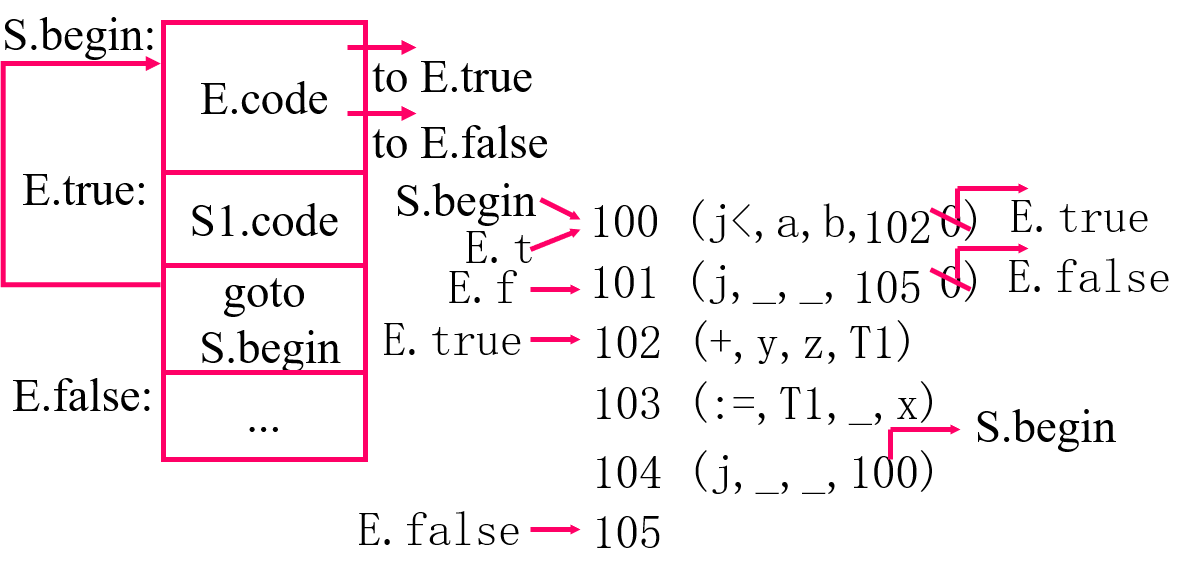 S.begin:
E.code
to E.true
to E.false
E.true:
S1.code
goto
S.begin
E.false:
...
S.begin
E.t
100 (j<,a,b,102 0) E.true
E.f
101 (j,_,_,105 0) E.false
E.true
102 (+,y,z,T1)
103 (:=,T1,_,x)
S.begin
104 (j,_,_,100)
E.false
105